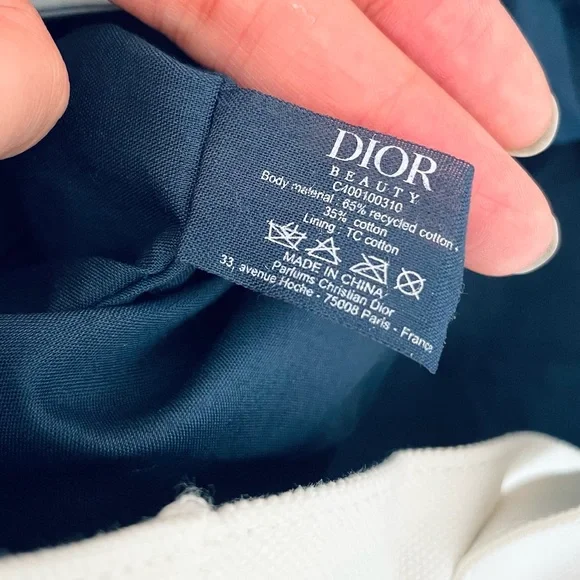 DIOR
BEAUTY
C400100310
Body material: 65% recycled cotton,
35% cotton
Lining : TC cotton
MADE IN CHINA,
Parfums Christian Dior
33, avenue Hoche - 75008 Paris - France